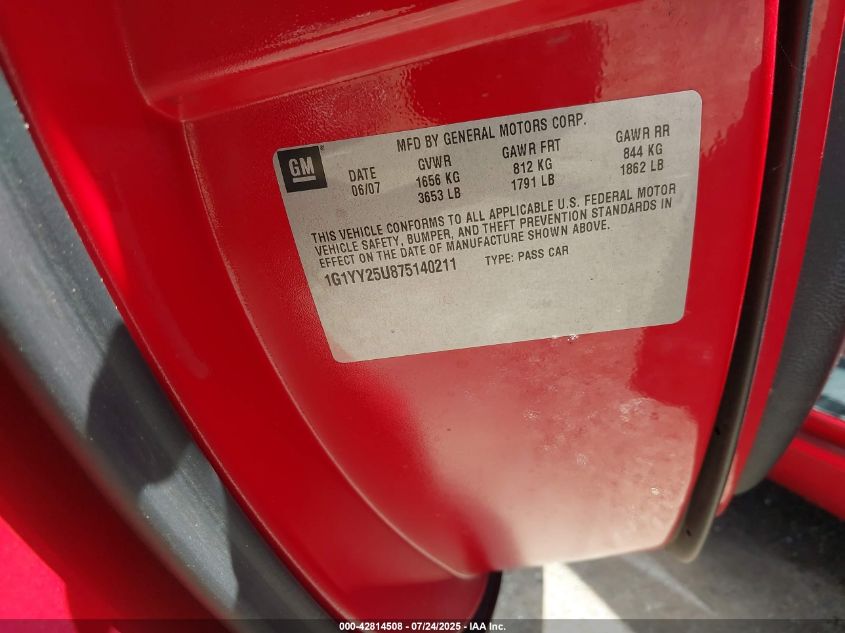 MFD BY GENERAL MOTORS CORP.
GM
DATE GVWR GAWR FRT GAWR RR
06/07 1656 KG 812 KG 844 KG
3653 LB 1791 LB 1862 LB
THIS VEHICLE CONFORMS TO ALL APPLICABLE U.S. FEDERAL MOTOR
VEHICLE SAFETY, BUMPER, AND THEFT PREVENTION STANDARDS IN
EFFECT ON THE DATE OF MANUFACTURE SHOWN ABOVE.
1G1YY25U875140211 TYPE: PASS CAR
000-42814508 - 07/24/2025 - IAA Inc.